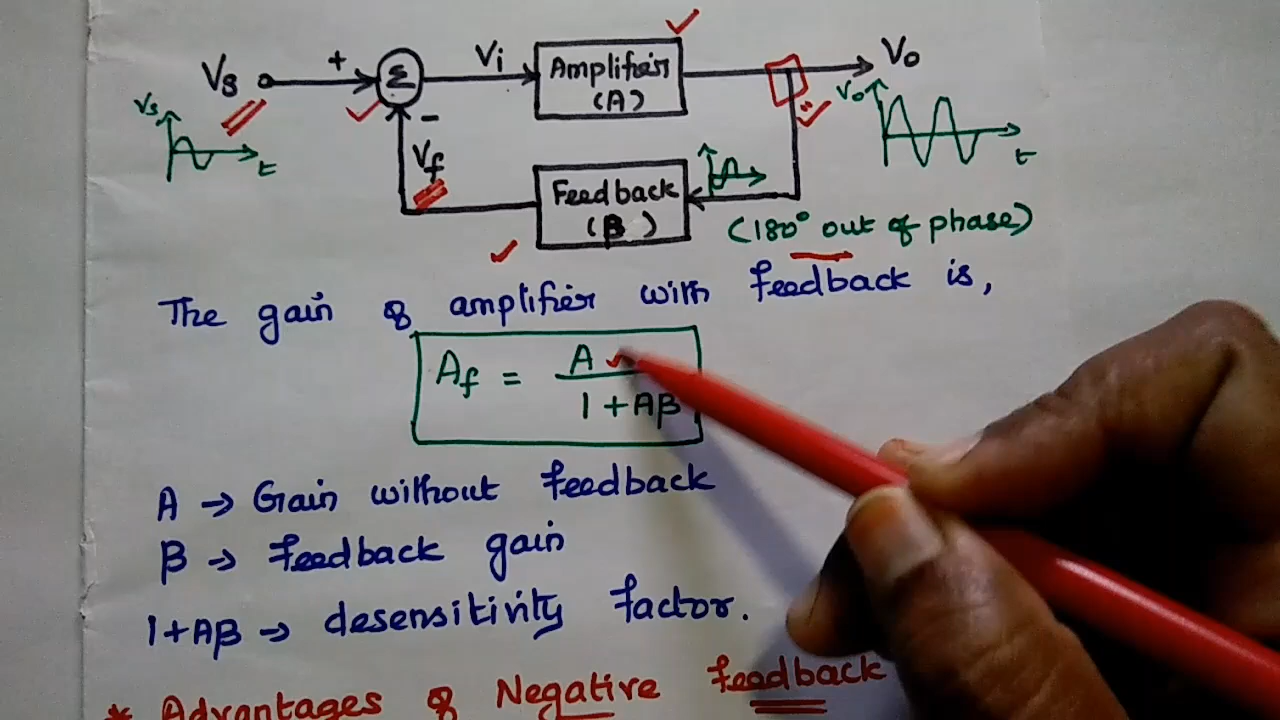 Vs + Σ Vi Amplifier (A) Vo
Vs t
− Vf
Vo t
Feedback (β)
(180° out of phase)
The gain of amplifier with feedback is,
Af = A / 1+Aβ
A → Gain without feedback
β → feedback gain
1+Aβ → desensitivity factor.
* Advantages of Negative feedback